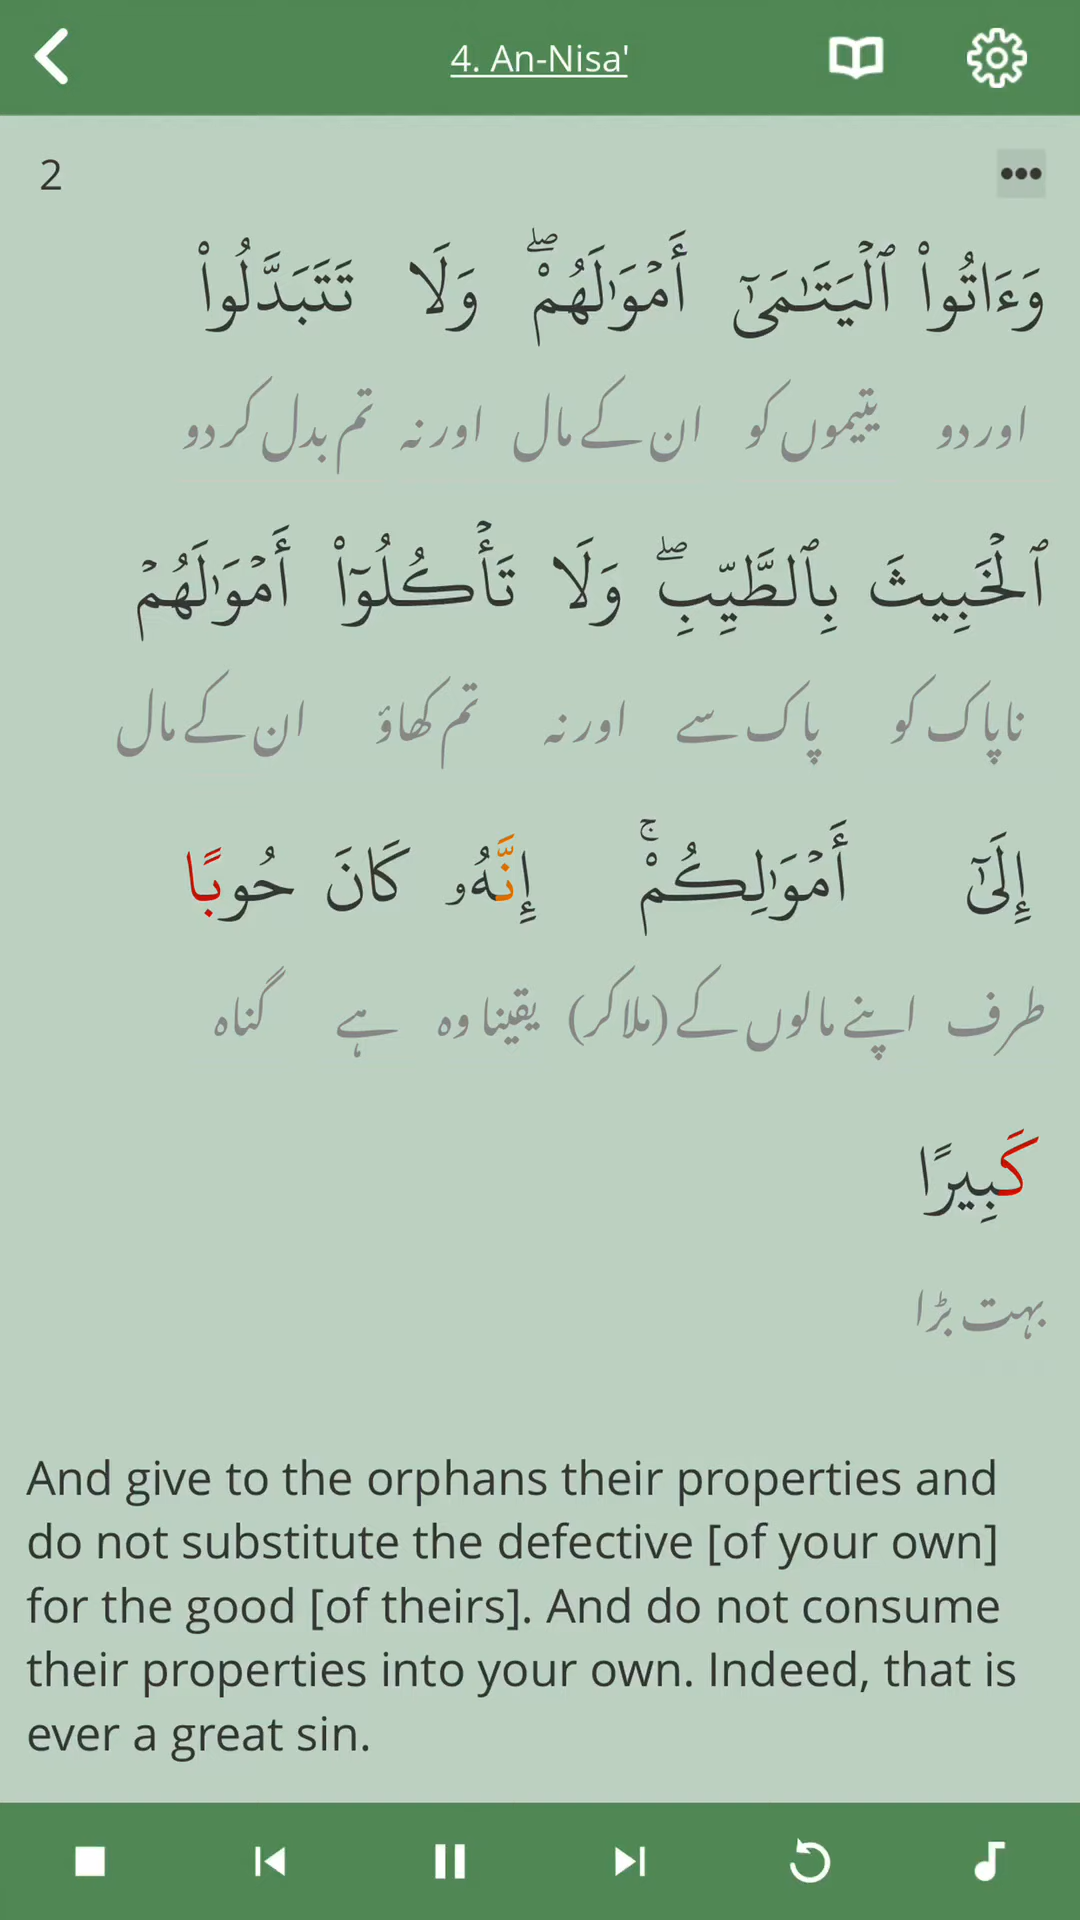 4. An-Nisa'
2
وَءَاتُوا۟ ٱلْيَتَـٰمَىٰٓ أَمْوَٰلَهُمْ ۖ وَلَا تَتَبَدَّلُوا۟
اور دو یتیموں کو ان کے مال اور نہ تم بدل کر دو
ٱلْخَبِيثَ بِٱلطَّيِّبِ ۖ وَلَا تَأْكُلُوٓا۟ أَمْوَٰلَهُمْ
ناپاک کو پاک سے اور نہ تم کھاؤ ان کے مال
إِلَىٰٓ أَمْوَٰلِكُمْ ۚ إِنَّهُۥ كَانَ حُوبًا
طرف اپنے مالوں کے (ملا کر) یقینا وہ ہے گناہ
كَبِيرًا
بہت بڑا
And give to the orphans their properties and
do not substitute the defective [of your own]
for the good [of theirs]. And do not consume
their properties into your own. Indeed, that is
ever a great sin.